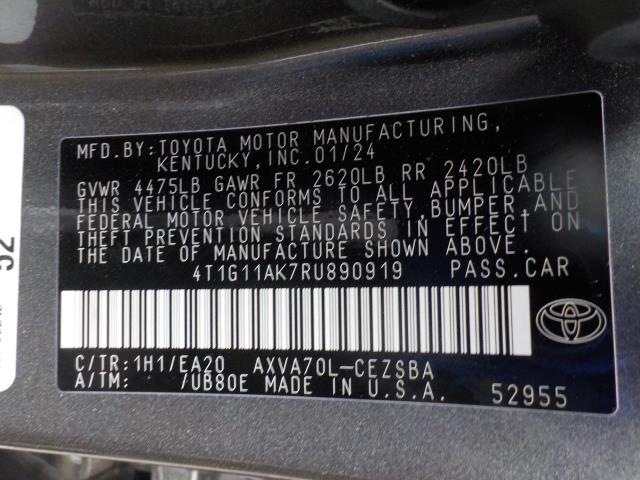 MFD.BY: TOYOTA MOTOR MANUFACTURING,
KENTUCKY, INC. 01/24
GVWR 4475LB GAWR FR 2620LB RR 2420LB
THIS VEHICLE CONFORMS TO ALL APPLICABLE
FEDERAL MOTOR VEHICLE SAFETY, BUMPER, AND
THEFT PREVENTION STANDARDS IN EFFECT ON
THE DATE OF MANUFACTURE SHOWN ABOVE.
4T1G11AK7RU890919 PASS.CAR
C/TR: 1H1/EA20 AXVA70L-CEZSBA
A/TM: /UB80E MADE IN U.S.A.
52955
52